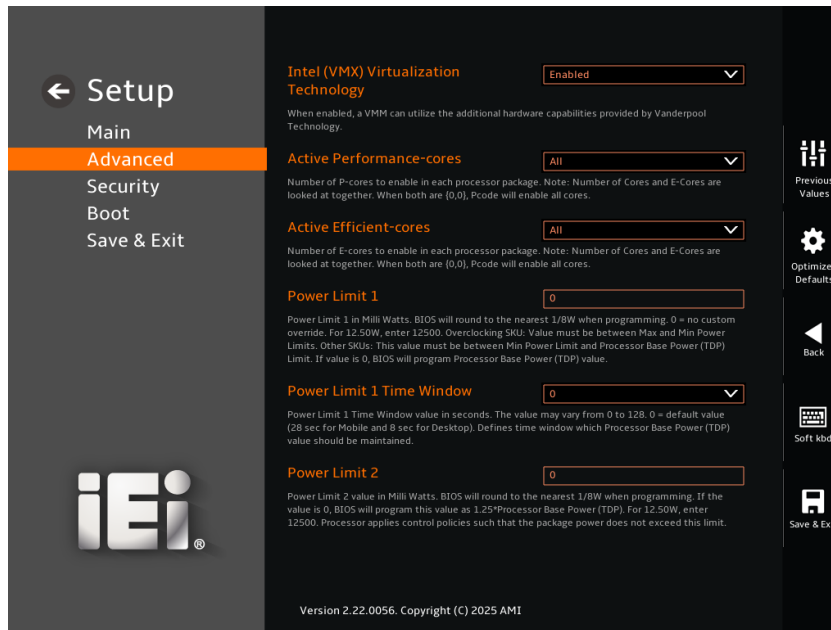 Setup
Main
Advanced
Security
Boot
Save & Exit
iEi
®
Intel (VMX) Virtualization
Technology
Enabled
When enabled, a VMM can utilize the additional hardware capabilities provided by Vanderpool
Technology.
Active Performance-cores
All
Number of P-cores to enable in each processor package. Note: Number of Cores and E-Cores are
looked at together. When both are {0,0}, Pcode will enable all cores.
Active Efficient-cores
All
Number of E-cores to enable in each processor package. Note: Number of Cores and E-Cores are
looked at together. When both are {0,0}, Pcode will enable all cores.
Power Limit 1
0
Power Limit 1 in Milli Watts. BIOS will round to the nearest 1/8W when programming. 0 = no custom
override. For 12.50W, enter 12500. Overclocking SKU: Value must be between Max and Min Power
Limits. Other SKUs: This value must be between Min Power Limit and Processor Base Power (TDP)
Limit. If value is 0, BIOS will program Processor Base Power (TDP) value.
Power Limit 1 Time Window
0
Power Limit 1 Time Window value in seconds. The value may vary from 0 to 128. 0 = default value
(28 sec for Mobile and 8 sec for Desktop). Defines time window which Processor Base Power (TDP)
value should be maintained.
Power Limit 2
0
Power Limit 2 value in Milli Watts. BIOS will round to the nearest 1/8W when programming. If the
value is 0, BIOS will program this value as 1.25*Processor Base Power (TDP). For 12.50W, enter
12500. Processor applies control policies such that the package power does not exceed this limit.
Version 2.22.0056. Copyright (C) 2025 AMI
Previous
Values
Optimize
Defaults
Back
Soft kbd
Save & Ex